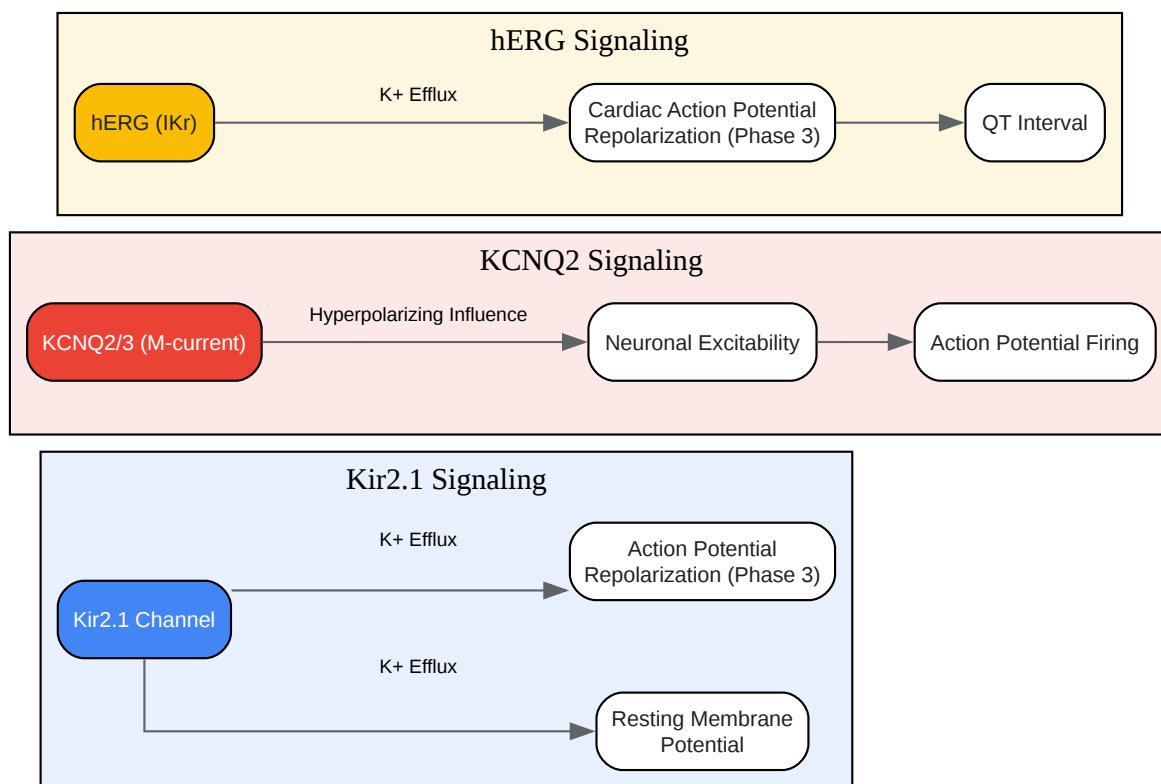 hERG Signaling
hERG (IKr)
K+ Efflux
Cardiac Action Potential
Repolarization (Phase 3)
QT Interval
KCNQ2 Signaling
KCNQ2/3 (M-current)
Hyperpolarizing Influence
Neuronal Excitability
Action Potential Firing
Kir2.1 Signaling
Kir2.1 Channel
K+ Efflux
Action Potential
Repolarization (Phase 3)
K+ Efflux
Resting Membrane
Potential